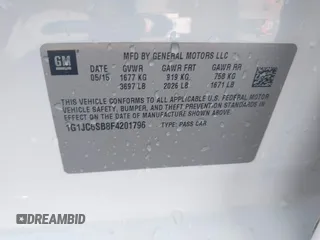 GM
MFD BY GENERAL MOTORS LLC
DATE GVWR GAWR FRT GAWR RR
05/15 1677 KG 919 KG 758 KG
3697 LB 2026 LB 1671 LB
THIS VEHICLE CONFORMS TO ALL APPLICABLE U.S. FEDERAL MOTOR
VEHICLE SAFETY, BUMPER, AND THEFT PREVENTION STANDARDS IN
EFFECT ON THE DATE OF MANUFACTURE SHOWN ABOVE.
1G1JC6SB8F4201796 TYPE: PASS CAR
DREAMBID